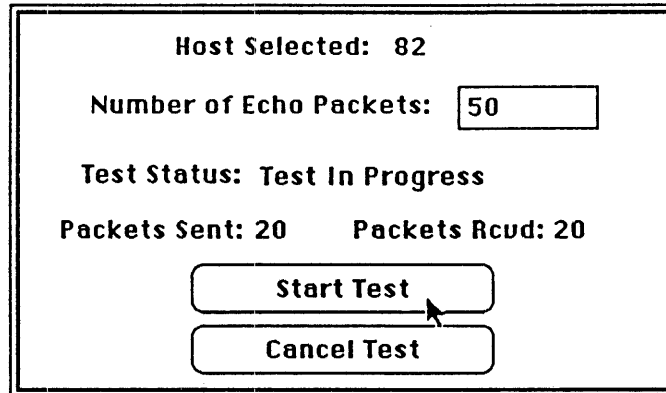 Host Selected: 82
Number of Echo Packets: 50
Test Status: Test In Progress
Packets Sent: 20 Packets Rcvd: 20
Start Test
Cancel Test